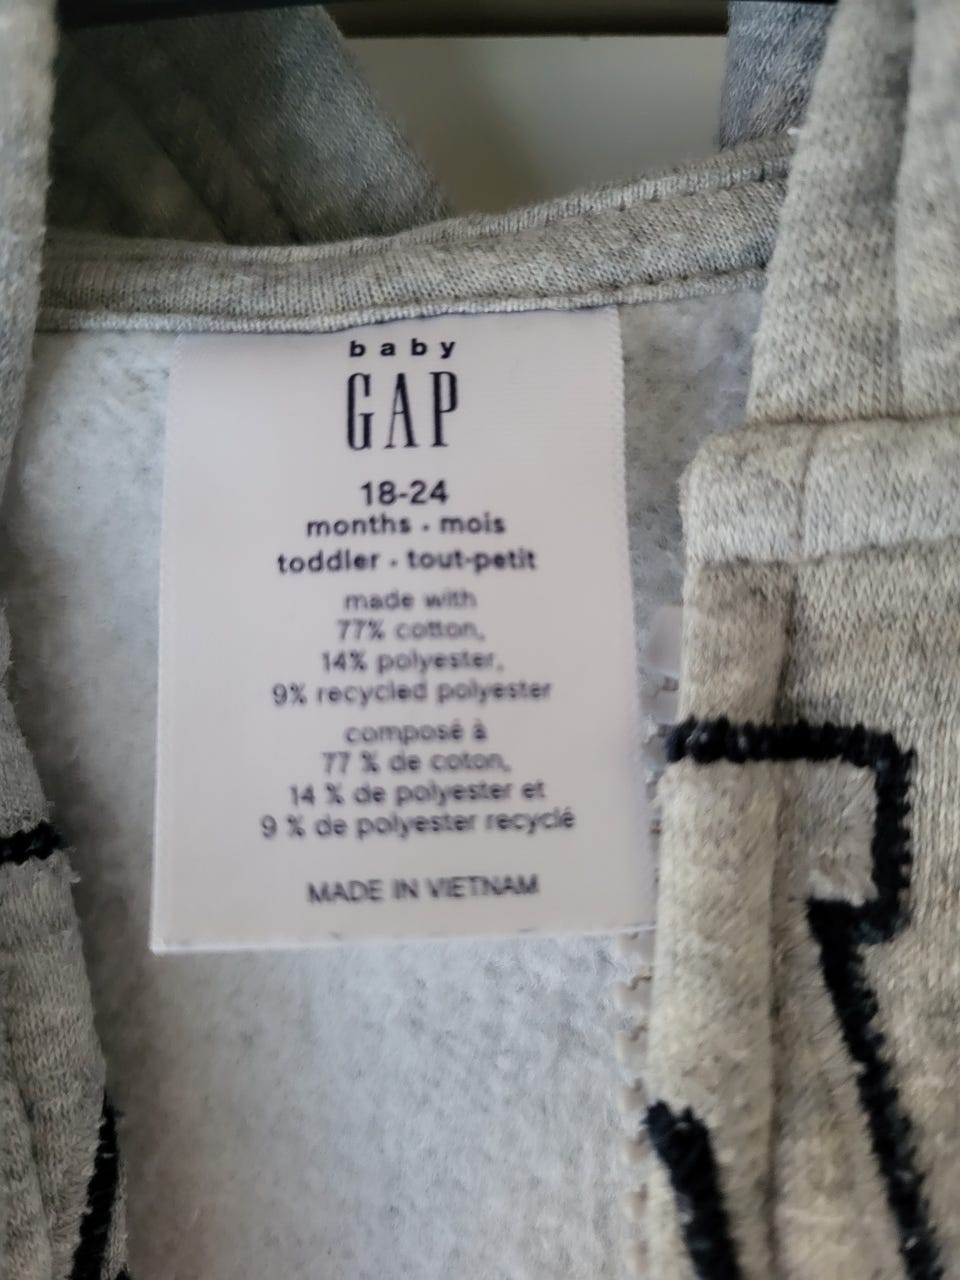 baby
GAP
18-24
months · mois
toddler · tout-petit
made with
77% cotton,
14% polyester,
9% recycled polyester
composé à
77 % de coton,
14 % de polyester et
9 % de polyester recyclé
MADE IN VIETNAM